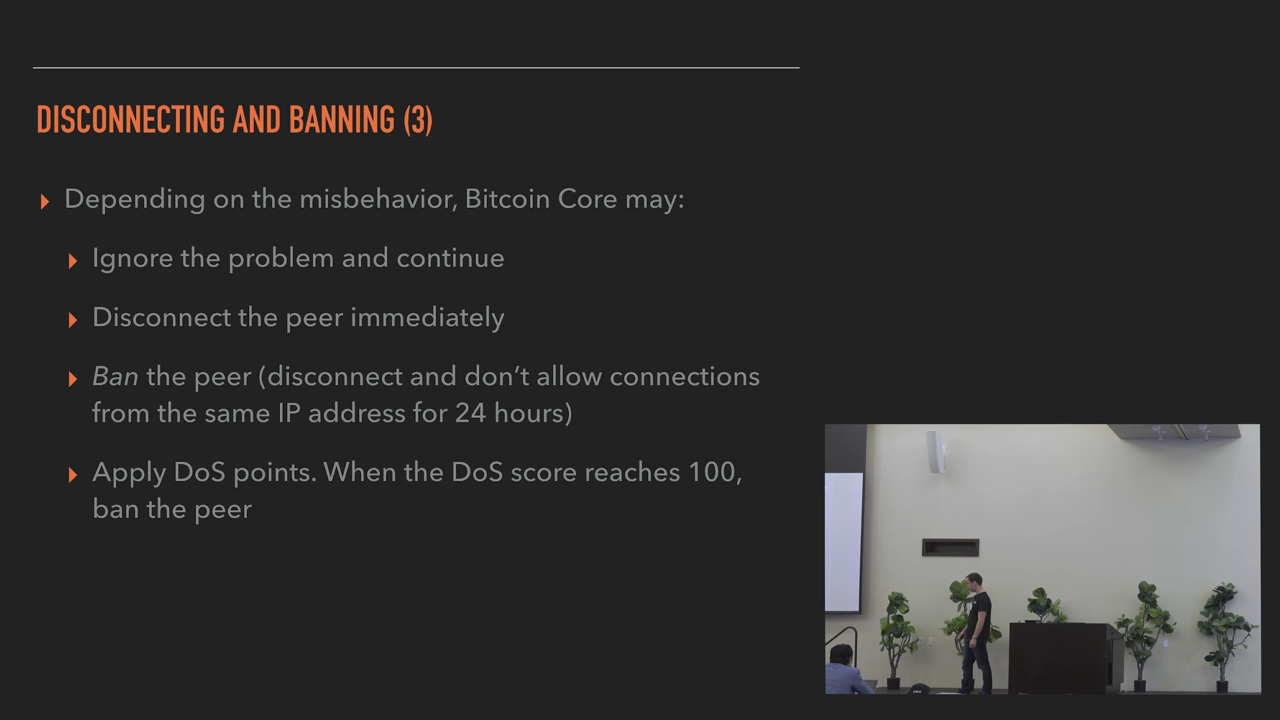 DISCONNECTING AND BANNING (3)
Depending on the misbehavior, Bitcoin Core may:
Ignore the problem and continue
Disconnect the peer immediately
Ban the peer (disconnect and don’t allow connections
from the same IP address for 24 hours)
Apply DoS points. When the DoS score reaches 100,
ban the peer